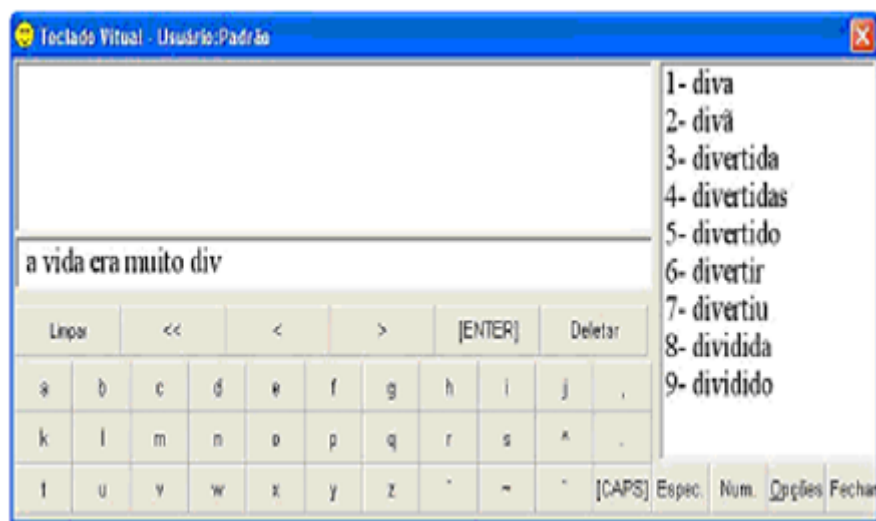 Teclado Vitual - Usuário:Padrão
a vida era muito div
1- diva
2- divã
3- divertida
4- divertidas
5- divertido
6- divertir
7- divertiu
8- dividida
9- dividido
Limpar << < > [ENTER] Deletar
a b c d e f g h i j ,
k l m n o p q r s ^ .
t u v w x y z ´ ~ ` [CAPS] Espec. Num. Opções Fechar